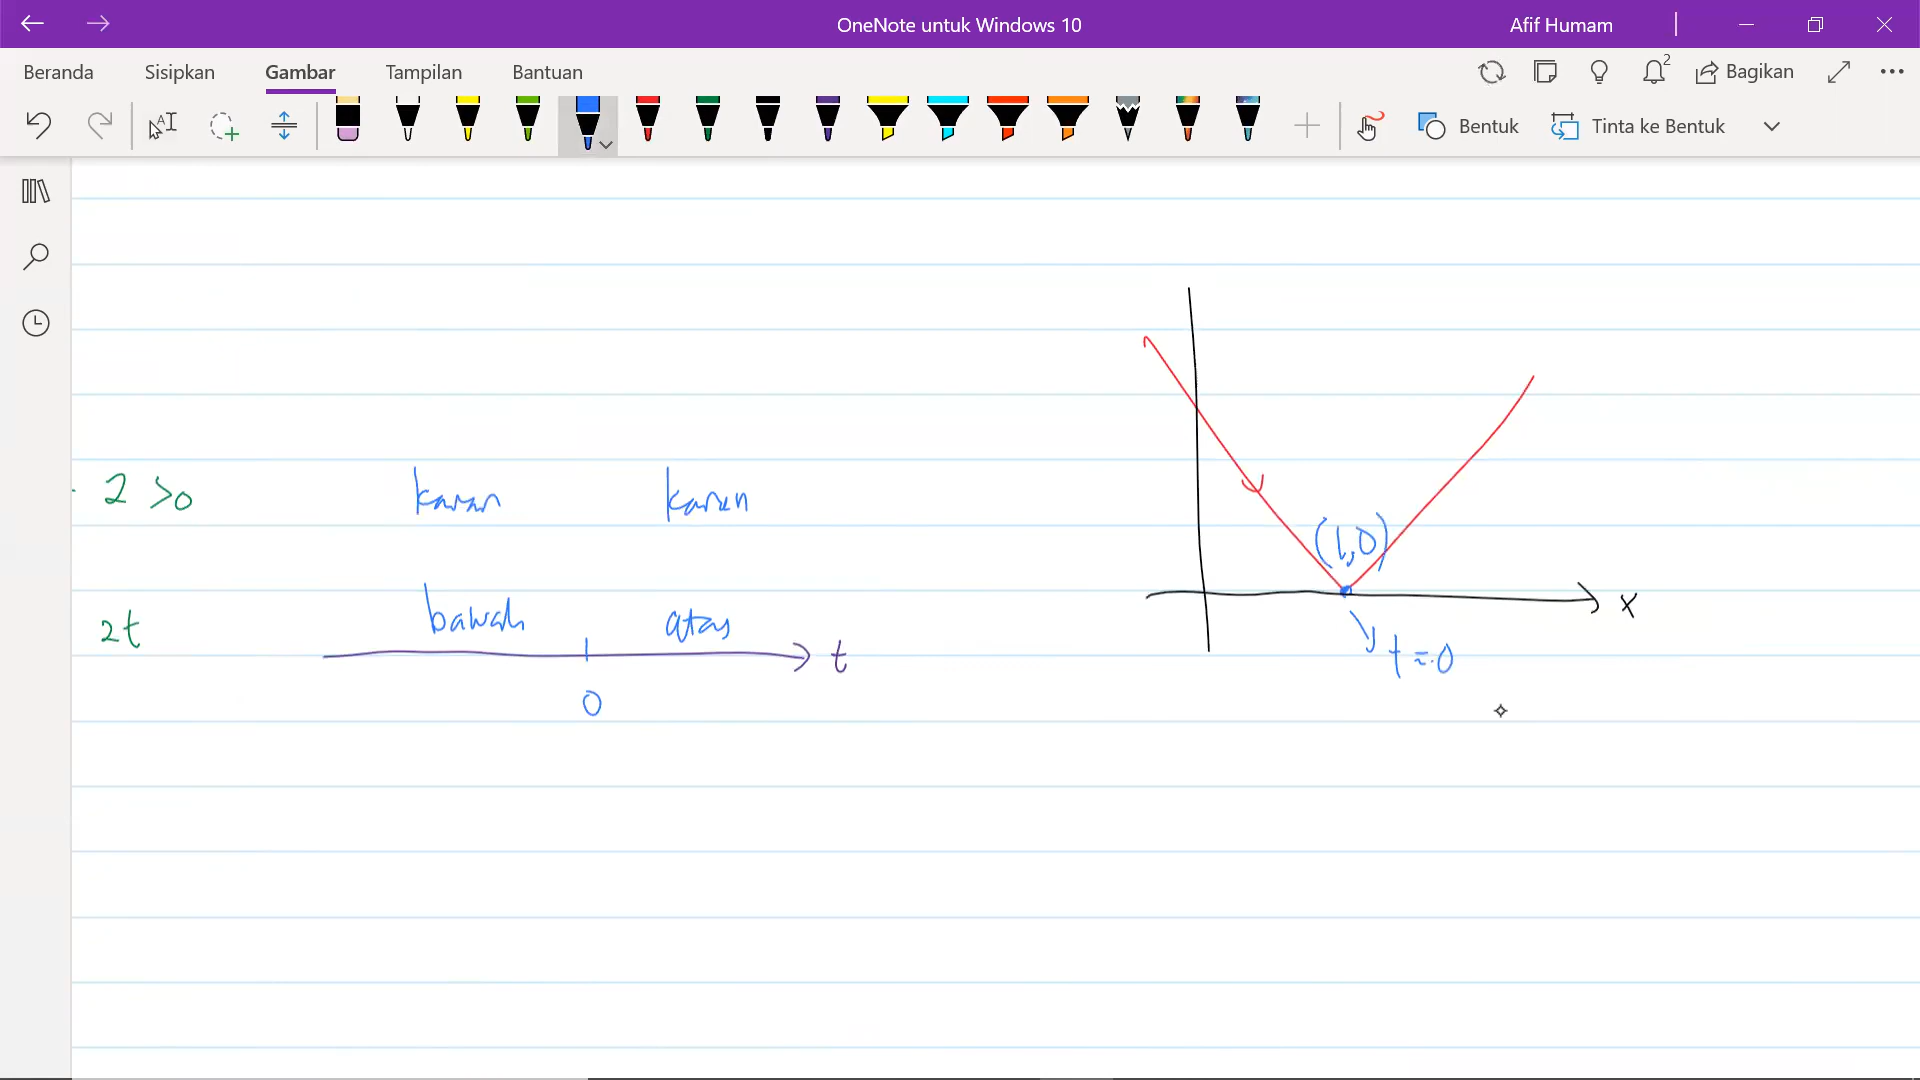 OneNote untuk Windows 10
Afif Humam
Beranda Sisipkan Gambar Tampilan Bantuan
2
Bagikan
Bentuk Tinta ke Bentuk
2 >0 kanan kanan
(1,0)
2t bawah atas
t
x
t=0
0